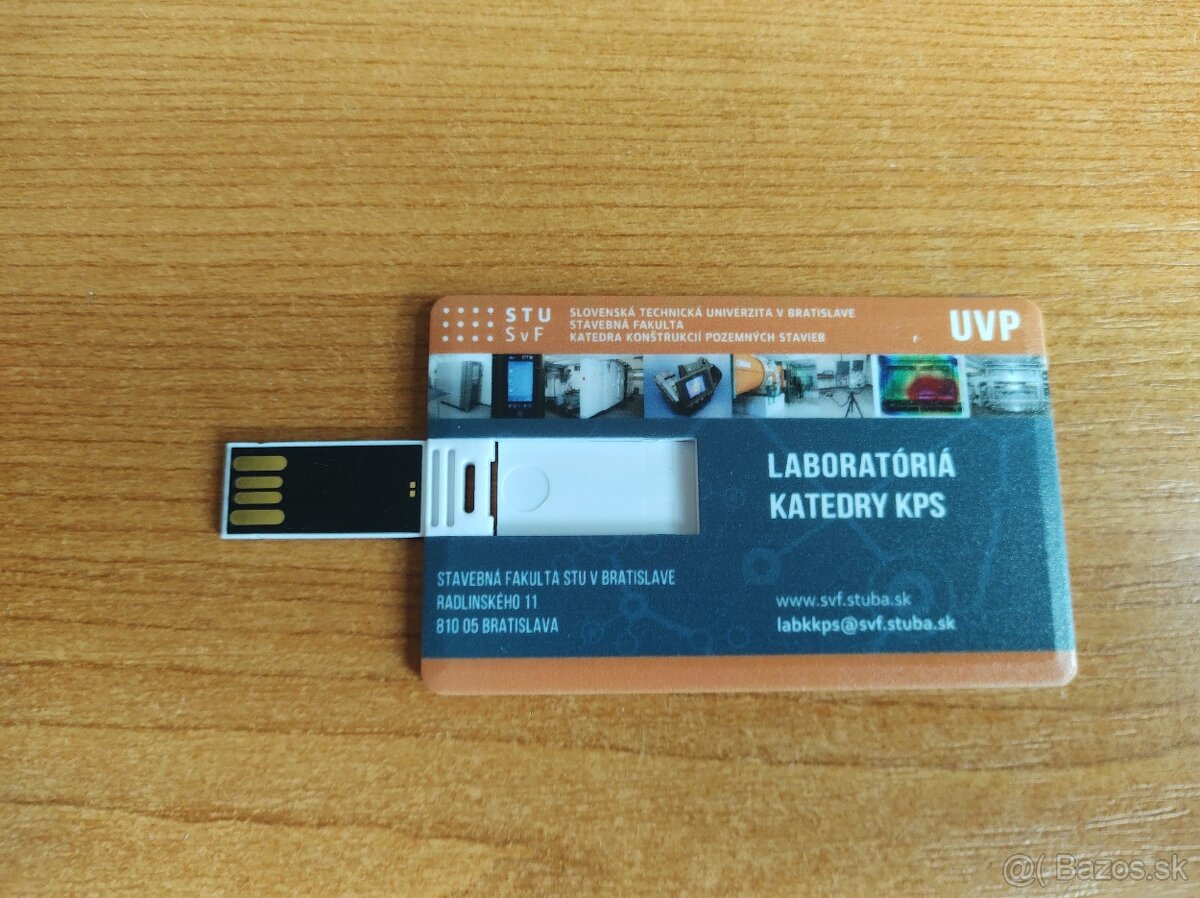 STU
SvF
SLOVENSKÁ TECHNICKÁ UNIVERZITA V BRATISLAVE
STAVEBNÁ FAKULTA
KATEDRA KONŠTRUKCIÍ POZEMNÝCH STAVIEB
UVP
LABORATÓRIÁ
KATEDRY KPS
STAVEBNÁ FAKULTA STU V BRATISLAVE
RADLINSKÉHO 11
810 05 BRATISLAVA
www.svf.stuba.sk
labkkps@svf.stuba.sk
@( Bazos.sk